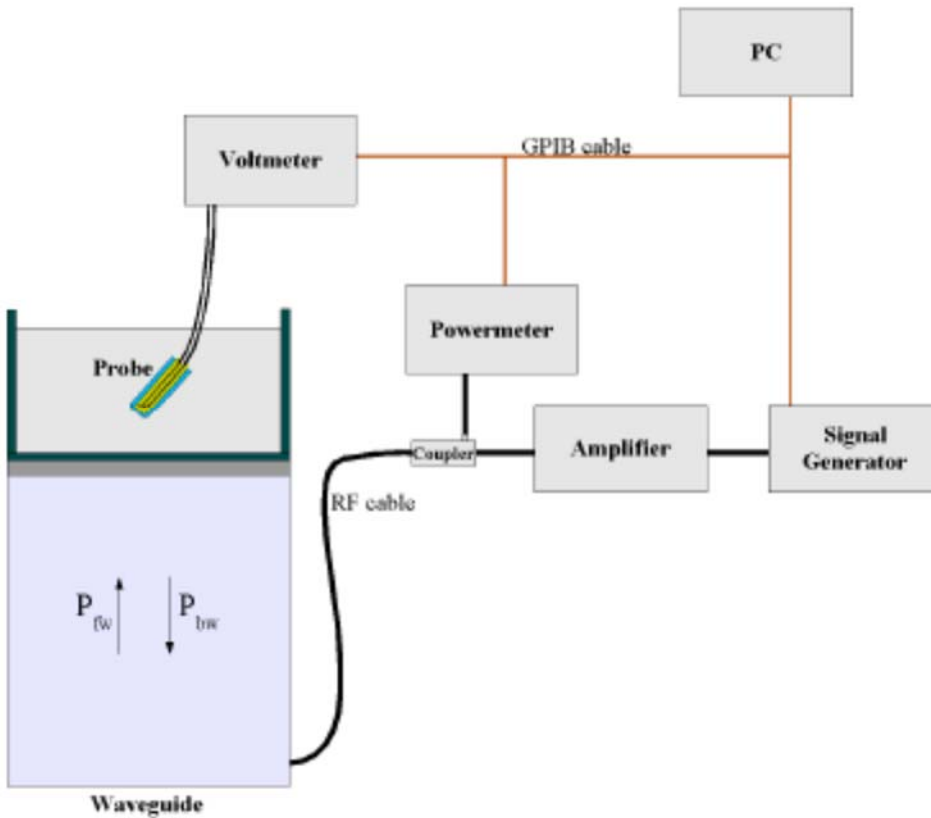 PC
GPIB cable
Voltmeter
Powermeter
Probe
Coupler
Amplifier
Signal
Generator
RF cable
P fw
P bw
Waveguide